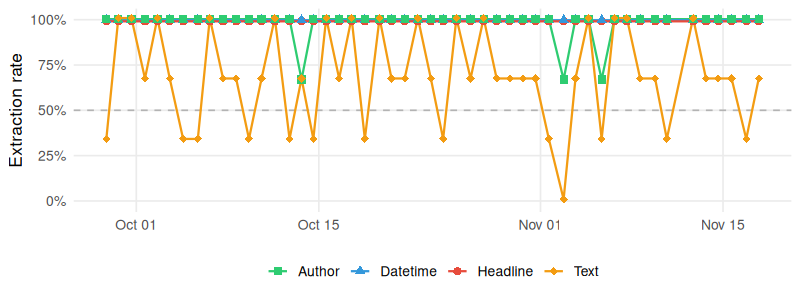 100%
75%
Extraction rate
50%
25%
0%
Oct 01 Oct 15 Nov 01 Nov 15
Author Datetime Headline Text